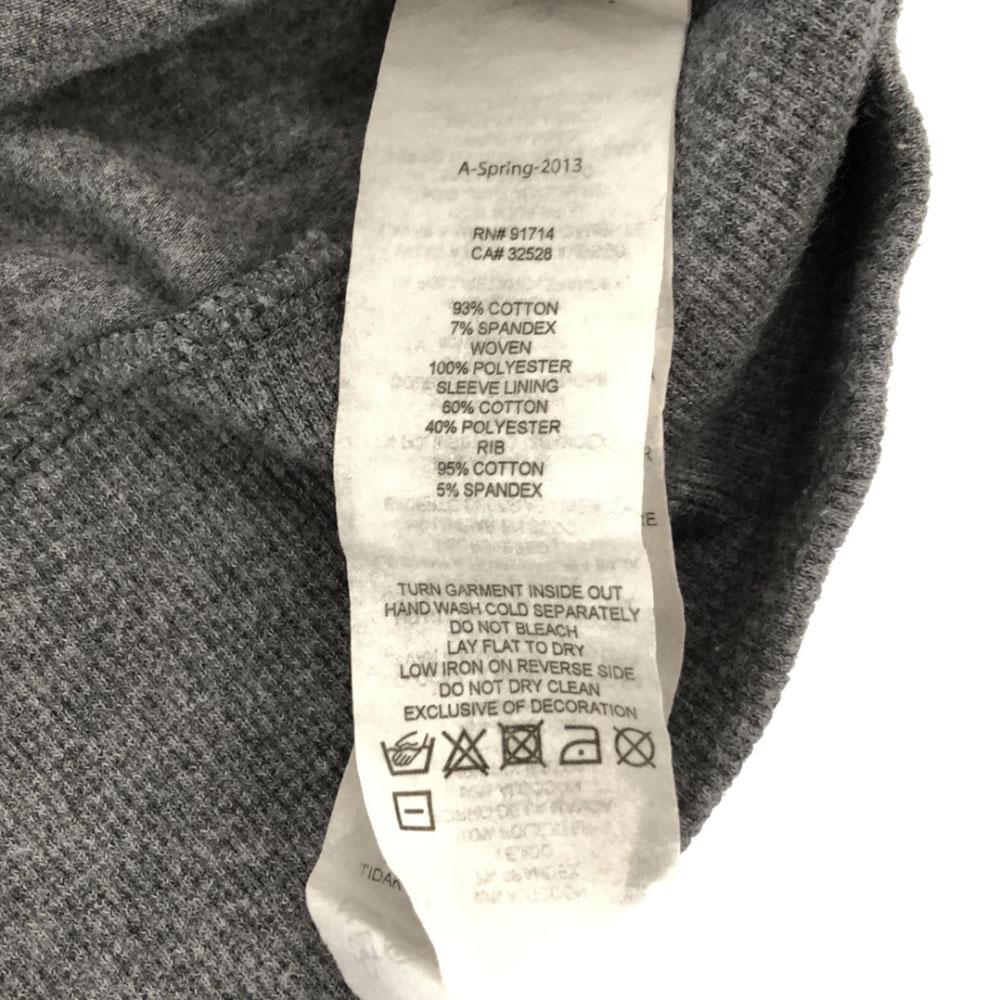 A-Spring-2013
RN# 91714
CA# 32528
93% COTTON
7% SPANDEX
WOVEN
100% POLYESTER
SLEEVE LINING
60% COTTON
40% POLYESTER
RIB
95% COTTON
5% SPANDEX
TURN GARMENT INSIDE OUT
HAND WASH COLD SEPARATELY
DO NOT BLEACH
LAY FLAT TO DRY
LOW IRON ON REVERSE SIDE
DO NOT DRY CLEAN
EXCLUSIVE OF DECORATION
TIDAK